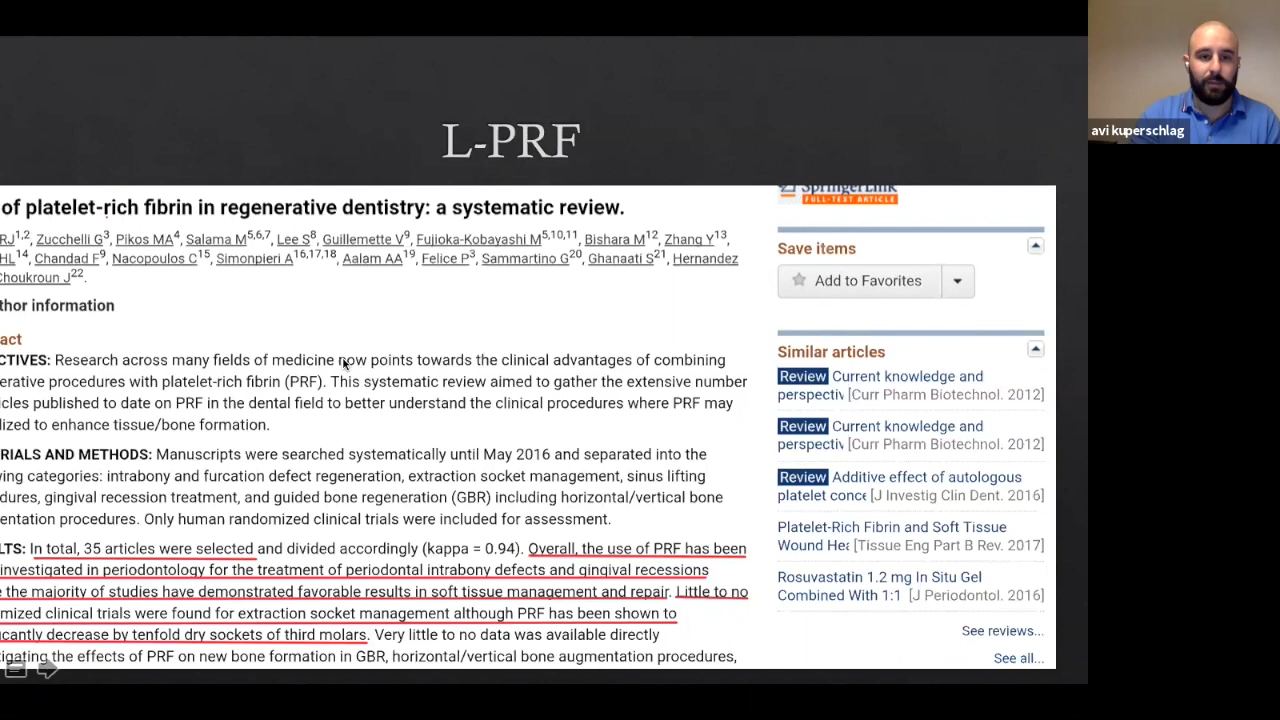 L-PRF
of platelet-rich fibrin in regenerative dentistry: a systematic review.
RJ1,2, Zucchelli G3, Pikos MA4, Salama M5,6,7, Lee S8, Guillemette V9, Fujioka-Kobayashi M5,10,11, Bishara M12, Zhang Y13,
HL14, Chandad F9, Nacopoulos C15, Simonpieri A16,17,18, Aalam AA19, Felice P3, Sammartino G20, Ghanaati S21, Hernandez
Choukroun J22.
thor information
act
CTIVES: Research across many fields of medicine now points towards the clinical advantages of combining
erative procedures with platelet-rich fibrin (PRF). This systematic review aimed to gather the extensive number
icles published to date on PRF in the dental field to better understand the clinical procedures where PRF may
lized to enhance tissue/bone formation.
RIALS AND METHODS: Manuscripts were searched systematically until May 2016 and separated into the
wing categories: intrabony and furcation defect regeneration, extraction socket management, sinus lifting
dures, gingival recession treatment, and guided bone regeneration (GBR) including horizontal/vertical bone
entation procedures. Only human randomized clinical trials were included for assessment.
LTS: In total, 35 articles were selected and divided accordingly (kappa = 0.94). Overall, the use of PRF has been
investigated in periodontology for the treatment of periodontal intrabony defects and gingival recessions
e the majority of studies have demonstrated favorable results in soft tissue management and repair. Little to no
mized clinical trials were found for extraction socket management although PRF has been shown to
icantly decrease by tenfold dry sockets of third molars. Very little to no data was available directly
tigating the effects of PRF on new bone formation in GBR, horizontal/vertical bone augmentation procedures,
SpringerLink
FULL-TEXT ARTICLE
Save items
Add to Favorites
Similar articles
Review Current knowledge and
perspectiv [Curr Pharm Biotechnol. 2012]
Review Current knowledge and
perspectiv [Curr Pharm Biotechnol. 2012]
Review Additive effect of autologous
platelet conce [J Investig Clin Dent. 2016]
Platelet-Rich Fibrin and Soft Tissue
Wound Hea [Tissue Eng Part B Rev. 2017]
Rosuvastatin 1.2 mg In Situ Gel
Combined With 1:1 [J Periodontol. 2016]
See reviews...
See all...
avi kuperschlag